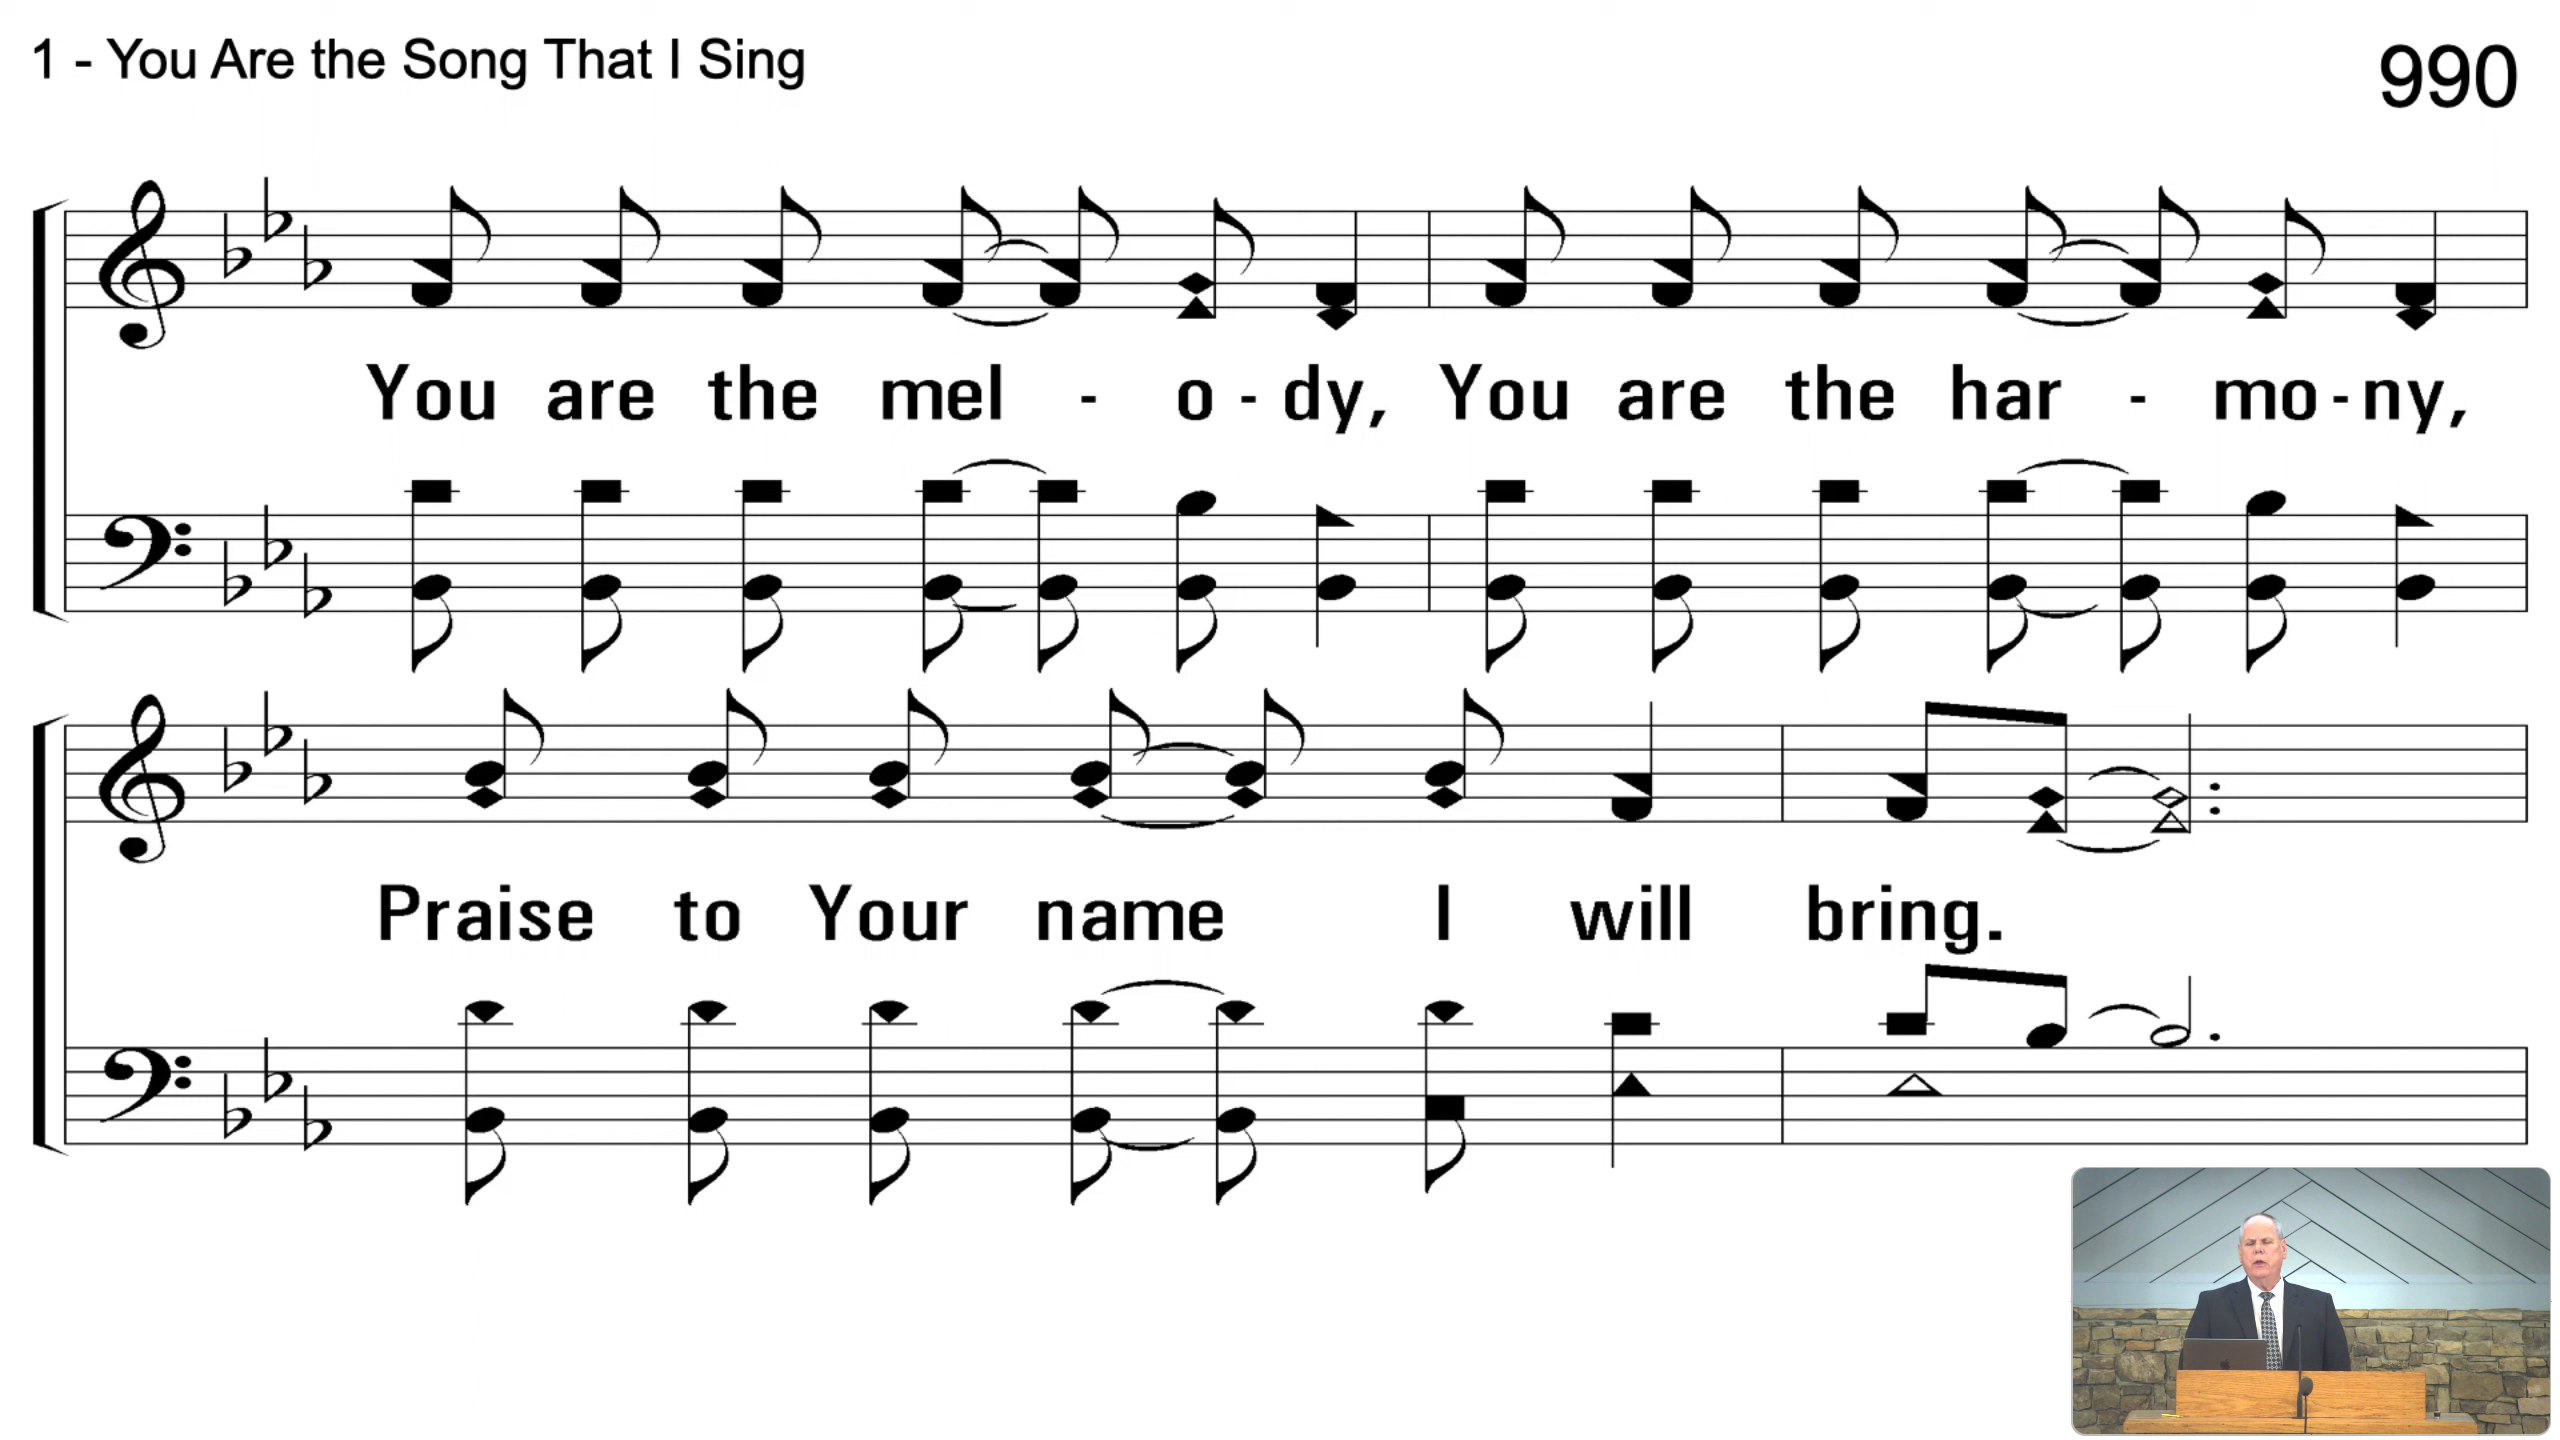 1 - You Are the Song That I Sing
990
You are the mel - o - dy, You are the har - mo - ny,
Praise to Your name I will bring.